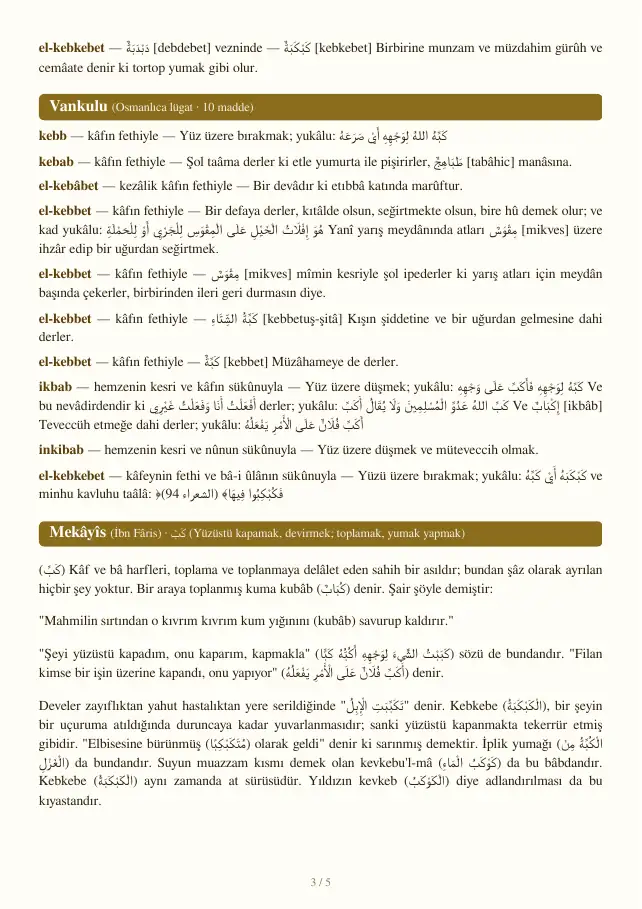 el-kebkebet — دَبْدَبَةٌ [debdebet] vezninde — كَبْكَبَةٌ [kebkebet] Birbirine munzam ve müzdahim gürûh ve
cemâate denir ki tortop yumak gibi olur.
Vankulu (Osmanlıca lügat · 10 madde)
kebb — kâfın fethiyle — Yüz üzere bırakmak; yukâlu: كَبَّهُ اللهُ لِوَجْهِهِ أَيْ صَرَعَهُ
kebab — kâfın fethiyle — Şol taâma derler ki etle yumurta ile pişirirler, طَبَاهِجٌ [tabâhic] manâsına.
el-kebâbet — kezâlik kâfın fethiyle — Bir devâdır ki etıbbâ katında marûftur.
el-kebbet — kâfın fethiyle — Bir defaya derler, kıtâlde olsun, seğirtmekte olsun, bire hû demek olur; ve
kad yukâlu: هُوَ إِفْلَاتُ الْخَيْلِ عَلَى الْمِقْوَسِ لِلْجَرْيِ أَوْ لِلْحَمْلَةِ Yanî yarış meydânında atları مِقْوَسٌ [mikves] üzere
ihzâr edip bir uğurdan seğirtmek.
el-kebbet — kâfın fethiyle — مِقْوَسٌ [mikves] mîmin kesriyle şol ipederler ki yarış atları için meydân
başında çekerler, birbirinden ileri geri durmasın diye.
el-kebbet — kâfın fethiyle — كَبَّةُ الشِّتَاءِ [kebbetuş-şitâ] Kışın şiddetine ve bir uğurdan gelmesine dahi
derler.
el-kebbet — kâfın fethiyle — كَبَّةٌ [kebbet] Müzâhameye de derler.
ikbab — hemzenin kesri ve kâfın sükûnuyla — Yüz üzere düşmek; yukâlu: كَبَّهُ لِوَجْهِهِ فَأَكَبَّ عَلَى وَجْهِهِ Ve
bu nevâdirdendir ki أَفْعَلْتُ أَنَا وَفَعَلْتُ غَيْرِي derler; yukâlu: كَبَّ اللهُ عَدُوَّ الْمُسْلِمِينَ وَلَا يُقَالُ أَكَبَّ Ve إِكْبَابٌ [ikbâb]
Teveccüh etmeğe dahi derler; yukâlu: أَكَبَّ فُلَانٌ عَلَى الْأَمْرِ يَفْعَلُهُ
inkibab — hemzenin kesri ve nûnun sükûnuyla — Yüz üzere düşmek ve müteveccih olmak.
el-kebkebet — kâfeynin fethi ve bâ-i ûlânın sükûnuyla — Yüzü üzere bırakmak; yukâlu: كَبْكَبَهُ أَيْ كَبَّهُ ve
minhu kavluhu taâlâ: ﴿فَكُبْكِبُوا فِيهَا﴾ (الشعراء 94)
Mekâyîs (İbn Fâris) · كَبْ (Yüzüstü kapamak, devirmek; toplamak, yumak yapmak)
(كَبْ) Kâf ve bâ harfleri, toplama ve toplanmaya delâlet eden sahih bir asıldır; bundan şâz olarak ayrılan
hiçbir şey yoktur. Bir araya toplanmış kuma kubâb (كُبَابٌ) denir. Şair şöyle demiştir:
"Mahmilin sırtından o kıvrım kıvrım kum yığınını (kubâb) savurup kaldırır."
"Şeyi yüzüstü kapadım, onu kaparım, kapmakla" (كَبَبْتُ الشَّيْءَ لِوَجْهِهِ أَكُبُّهُ كَبًّا) sözü de bundandır. "Filan
kimse bir işin üzerine kapandı, onu yapıyor" (أَكَبَّ فُلَانٌ عَلَى الْأَمْرِ يَفْعَلُهُ) denir.
Develer zayıflıktan yahut hastalıktan yere serildiğinde "تَكَبَّبَتِ الْإِبِلُ" denir. Kebkebe (الْكَبْكَبَةُ), bir şeyin
bir uçuruma atıldığında duruncaya kadar yuvarlanmasıdır; sanki yüzüstü kapanmakta tekerrür etmiş
gibidir. "Elbisesine bürünmüş (مُتَكَبْكِبًا) olarak geldi" denir ki sarınmış demektir. İplik yumağı (الْكُبَّةُ مِنَ
الْغَزْلِ) da bundandır. Suyun muazzam kısmı demek olan kevkebu'l-mâ (كَوْكَبُ الْمَاءِ) da bu bâbdandır.
Kebkebe (الْكَبْكَبَةُ) aynı zamanda at sürüsüdür. Yıldızın kevkeb (الْكَوْكَبُ) diye adlandırılması da bu
kıyastandır.
3 / 5